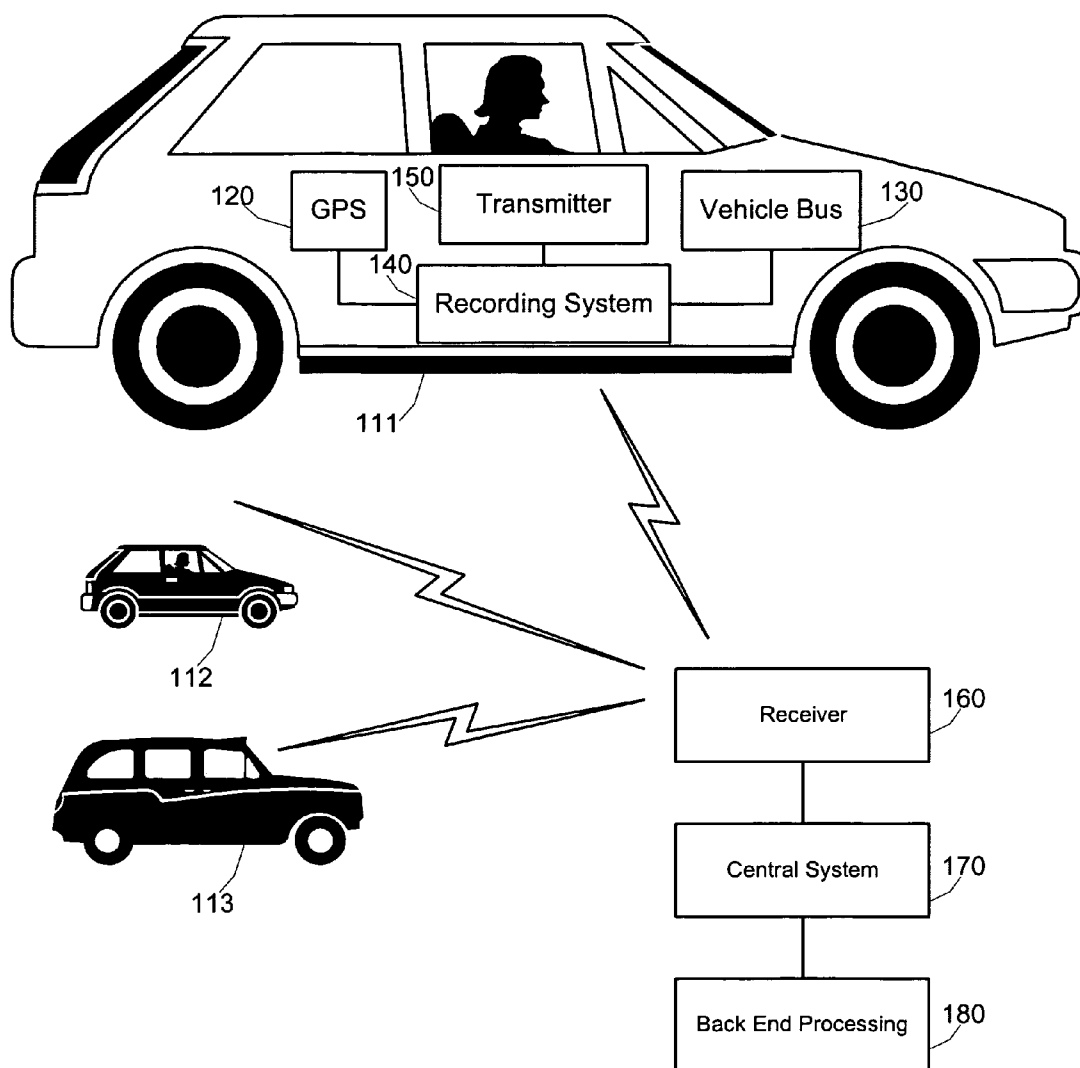 120
GPS
150
Transmitter
Vehicle Bus
130
140
Recording System
111
112
113
Receiver
160
Central System
170
Back End Processing
180